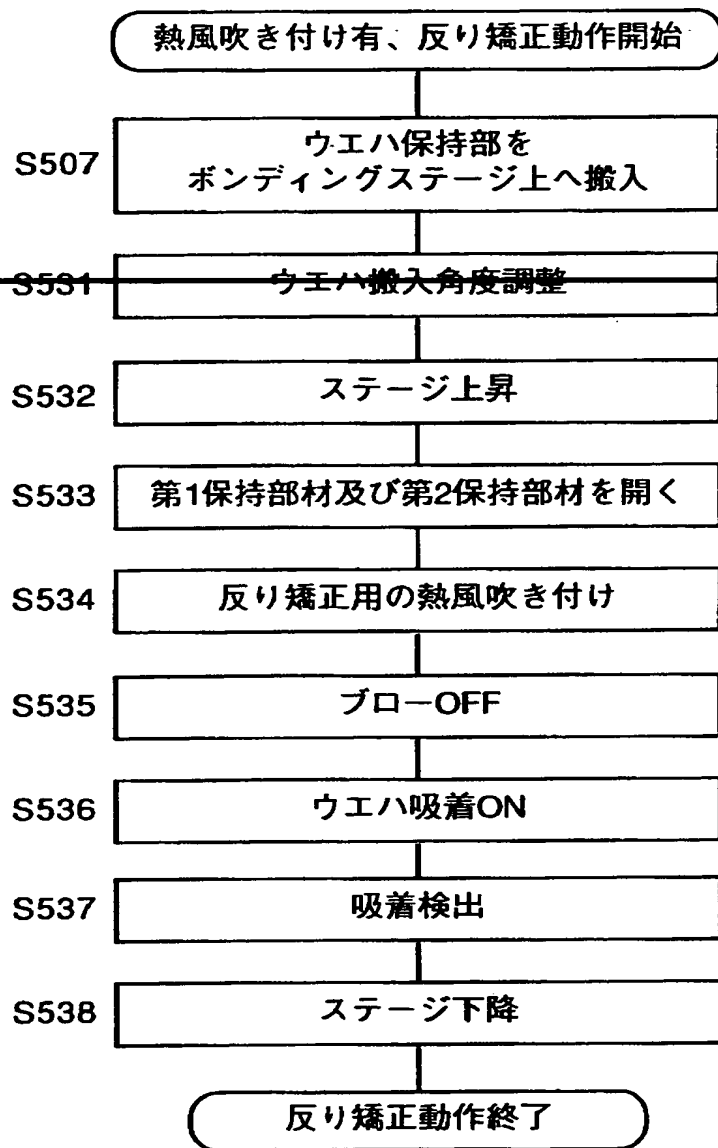 熱風吹き付け有、反り矯正動作開始
S507
ウエハ保持部を
ボンディングステージ上へ搬入
S531
ウエハ搬入角度調整
S532
ステージ上昇
S533
第1保持部材及び第2保持部材を開く
S534
反り矯正用の熱風吹き付け
S535
ブローOFF
S536
ウエハ吸着ON
S537
吸着検出
S538
ステージ下降
反り矯正動作終了